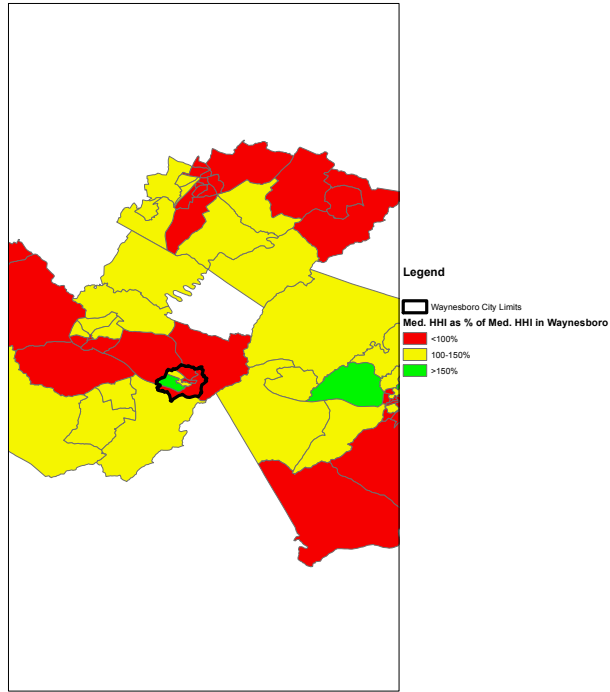 Legend
Waynesboro City Limits
Med. HHI as % of Med. HHI in Waynesboro
<100%
100-150%
>150%